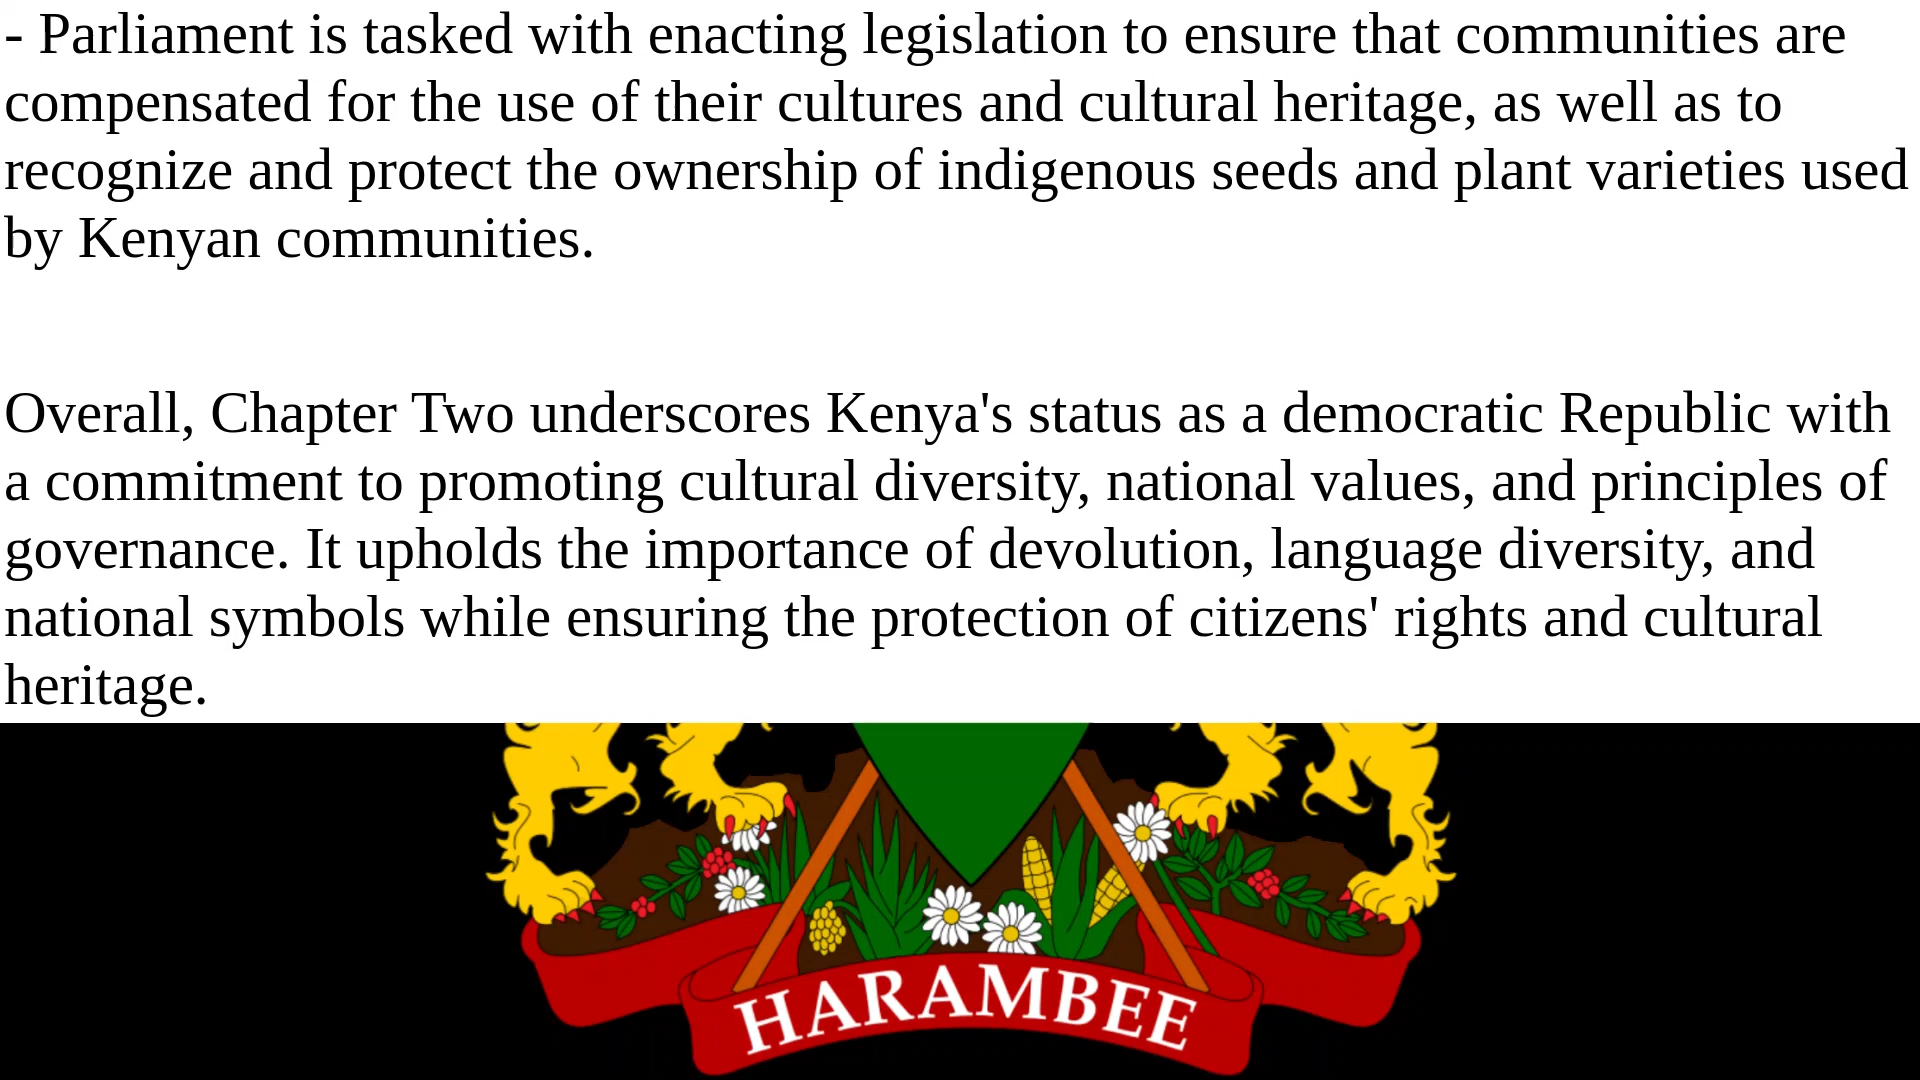 - Parliament is tasked with enacting legislation to ensure that communities are
compensated for the use of their cultures and cultural heritage, as well as to
recognize and protect the ownership of indigenous seeds and plant varieties used
by Kenyan communities.
Overall, Chapter Two underscores Kenya's status as a democratic Republic with
a commitment to promoting cultural diversity, national values, and principles of
governance. It upholds the importance of devolution, language diversity, and
national symbols while ensuring the protection of citizens' rights and cultural
heritage.
HARAMBEE